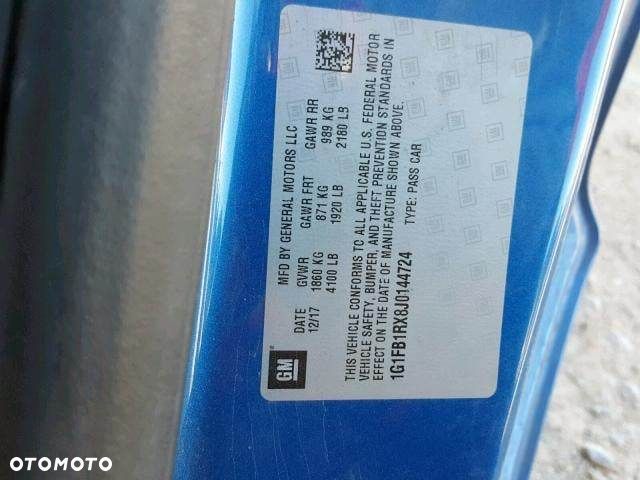 MFD BY GENERAL MOTORS LLC
DATE GVWR GAWR FRT GAWR RR
12/17 1860 KG 871 KG 989 KG
4100 LB 1920 LB 2180 LB
GM
THIS VEHICLE CONFORMS TO ALL APPLICABLE U.S. FEDERAL MOTOR
VEHICLE SAFETY, BUMPER, AND THEFT PREVENTION STANDARDS IN
EFFECT ON THE DATE OF MANUFACTURE SHOWN ABOVE.
1G1FB1RX8J0144724 TYPE: PASS CAR
OTOMOTO